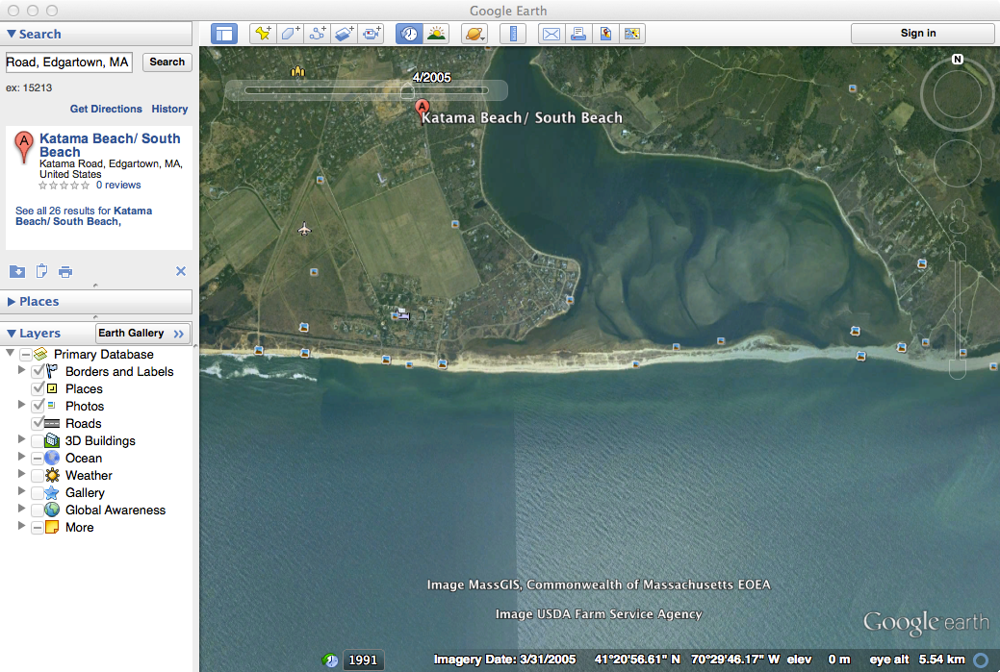 Google Earth
Search
Sign in
Road, Edgartown, MA
Search
ex: 15213
Get Directions
History
A
Katama Beach/ South
Beach
Katama Road, Edgartown, MA,
United States
0 reviews
See all 26 results for Katama
Beach/ South Beach,
Places
Layers
Earth Gallery »
Primary Database
Borders and Labels
Places
Photos
Roads
3D Buildings
Ocean
Weather
Gallery
Global Awareness
More
4/2005
N
A
Katama Beach/ South Beach
Image MassGIS, Commonwealth of Massachusetts EOEA
Image USDA Farm Service Agency
Google earth
1991
Imagery Date: 3/31/2005 41°20'56.61" N 70°29'46.17" W elev 0 m eye alt 5.54 km